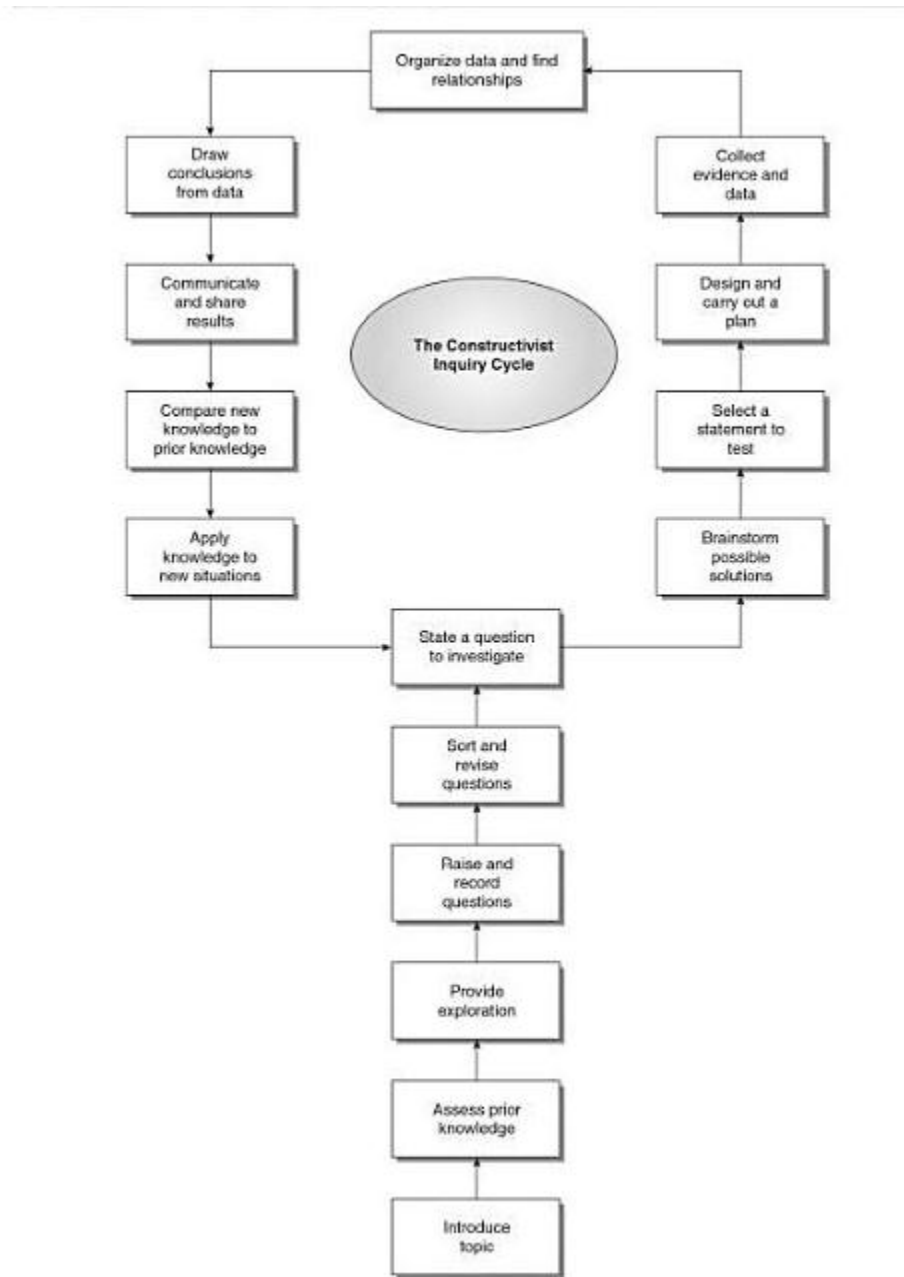 Organize data and find
relationships
Draw
conclusions
from data
Collect
evidence and
data
Communicate
and share
results
The Constructivist
Inquiry Cycle
Design and
carry out a
plan
Compare new
knowledge to
prior knowledge
Select a
statement to
test
Apply
knowledge to
new situations
Brainstorm
possible
solutions
State a question
to investigate
Sort and
revise
questions
Raise and
record
questions
Provide
exploration
Assess prior
knowledge
Introduce
topic